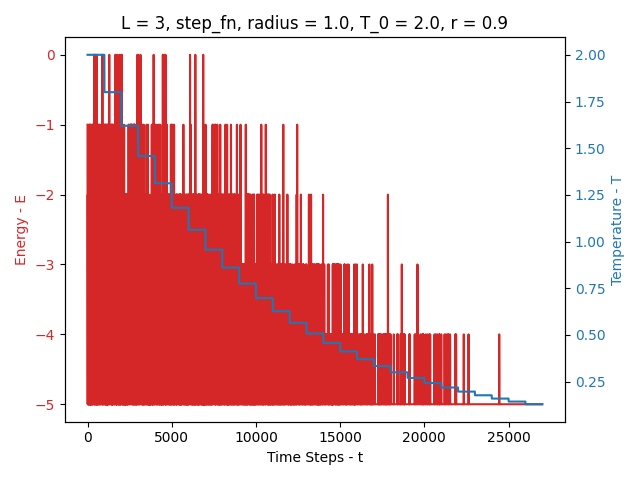 L = 3, step_fn, radius = 1.0, T_0 = 2.0, r = 0.9
0
−1
−2
−3
−4
−5
Energy - E
2.00
1.75
1.50
1.25
1.00
0.75
0.50
0.25
Temperature - T
0 5000 10000 15000 20000 25000
Time Steps - t